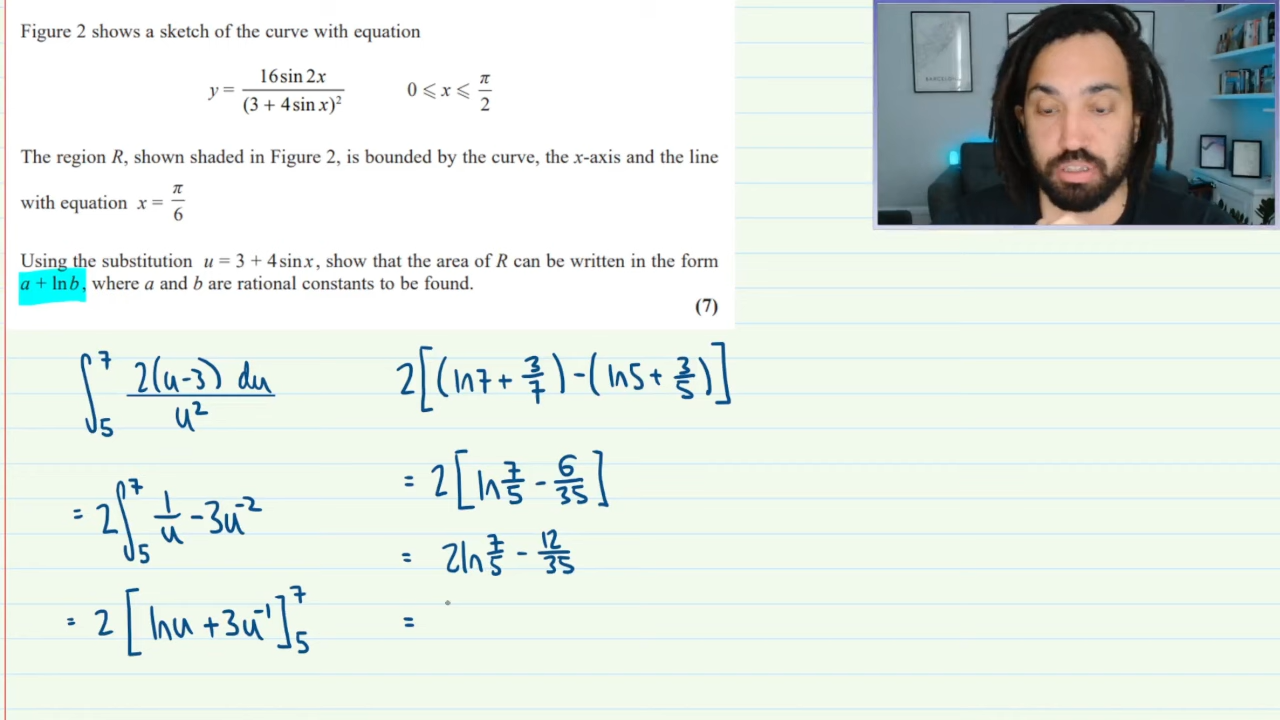 Figure 2 shows a sketch of the curve with equation
y = 16 sin 2x / (3 + 4 sin x)² 0 ⩽ x ⩽ π/2
The region R, shown shaded in Figure 2, is bounded by the curve, the x-axis and the line
with equation x = π/6
Using the substitution u = 3 + 4 sin x, show that the area of R can be written in the form
a + ln b, where a and b are rational constants to be found.
(7)
∫₅⁷ 2(u-3) du / u²
= 2∫₅⁷ 1/u - 3u⁻²
= 2[lnu + 3u⁻¹]₅⁷
2[(ln7 + 3/7) - (ln5 + 3/5)]
= 2[ln 7/5 - 6/35]
= 2ln 7/5 - 12/35
=
BARCELONA